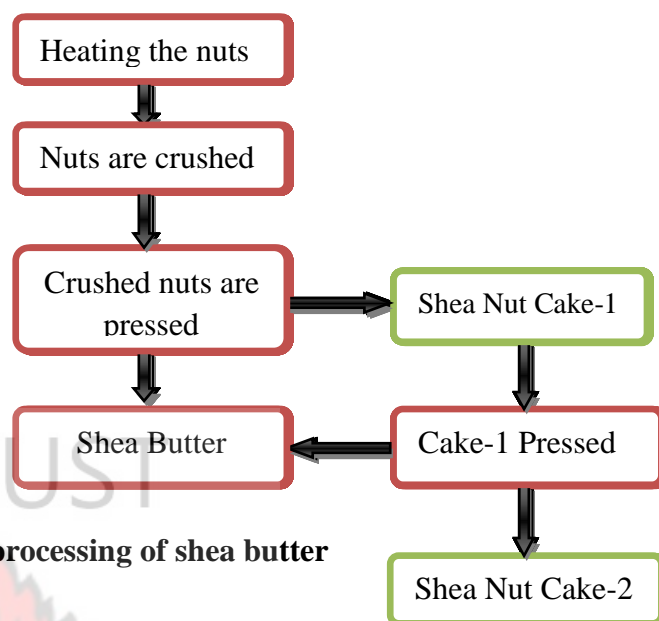 Heating the nuts
Nuts are crushed
Crushed nuts are
pressed
Shea Nut Cake-1
Shea Butter
Cake-1 Pressed
UST
processing of shea butter
Shea Nut Cake-2